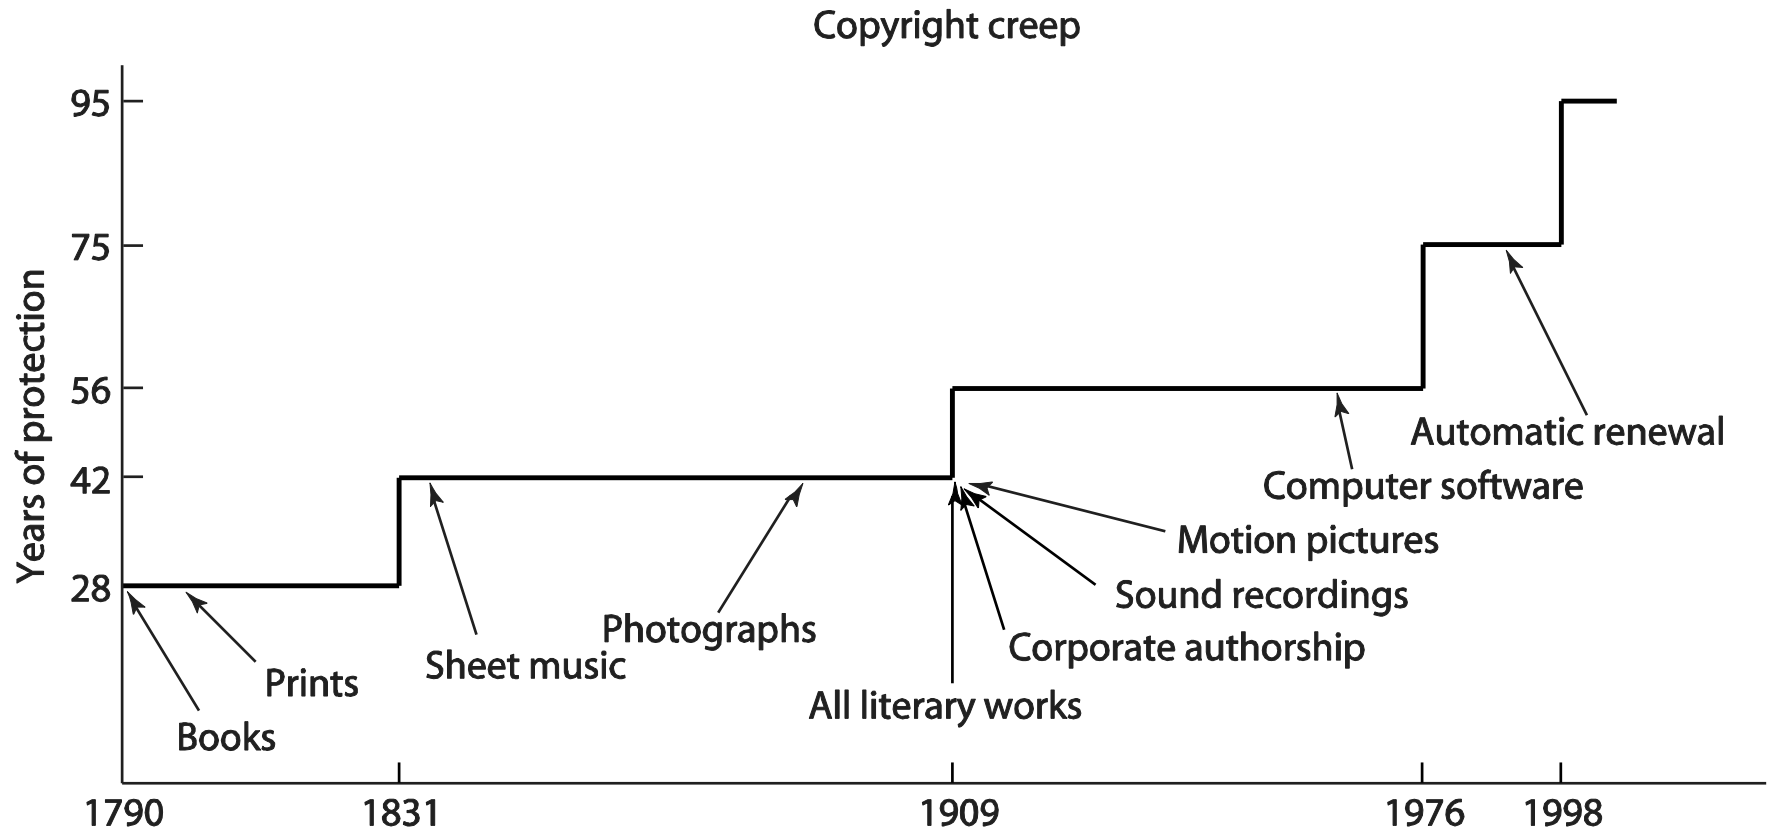 Copyright creep
Years of protection
95
75
56
42
28
Automatic renewal
Computer software
Motion pictures
Sound recordings
Photographs
Corporate authorship
Sheet music
Prints
All literary works
Books
1790
1831
1909
1976
1998